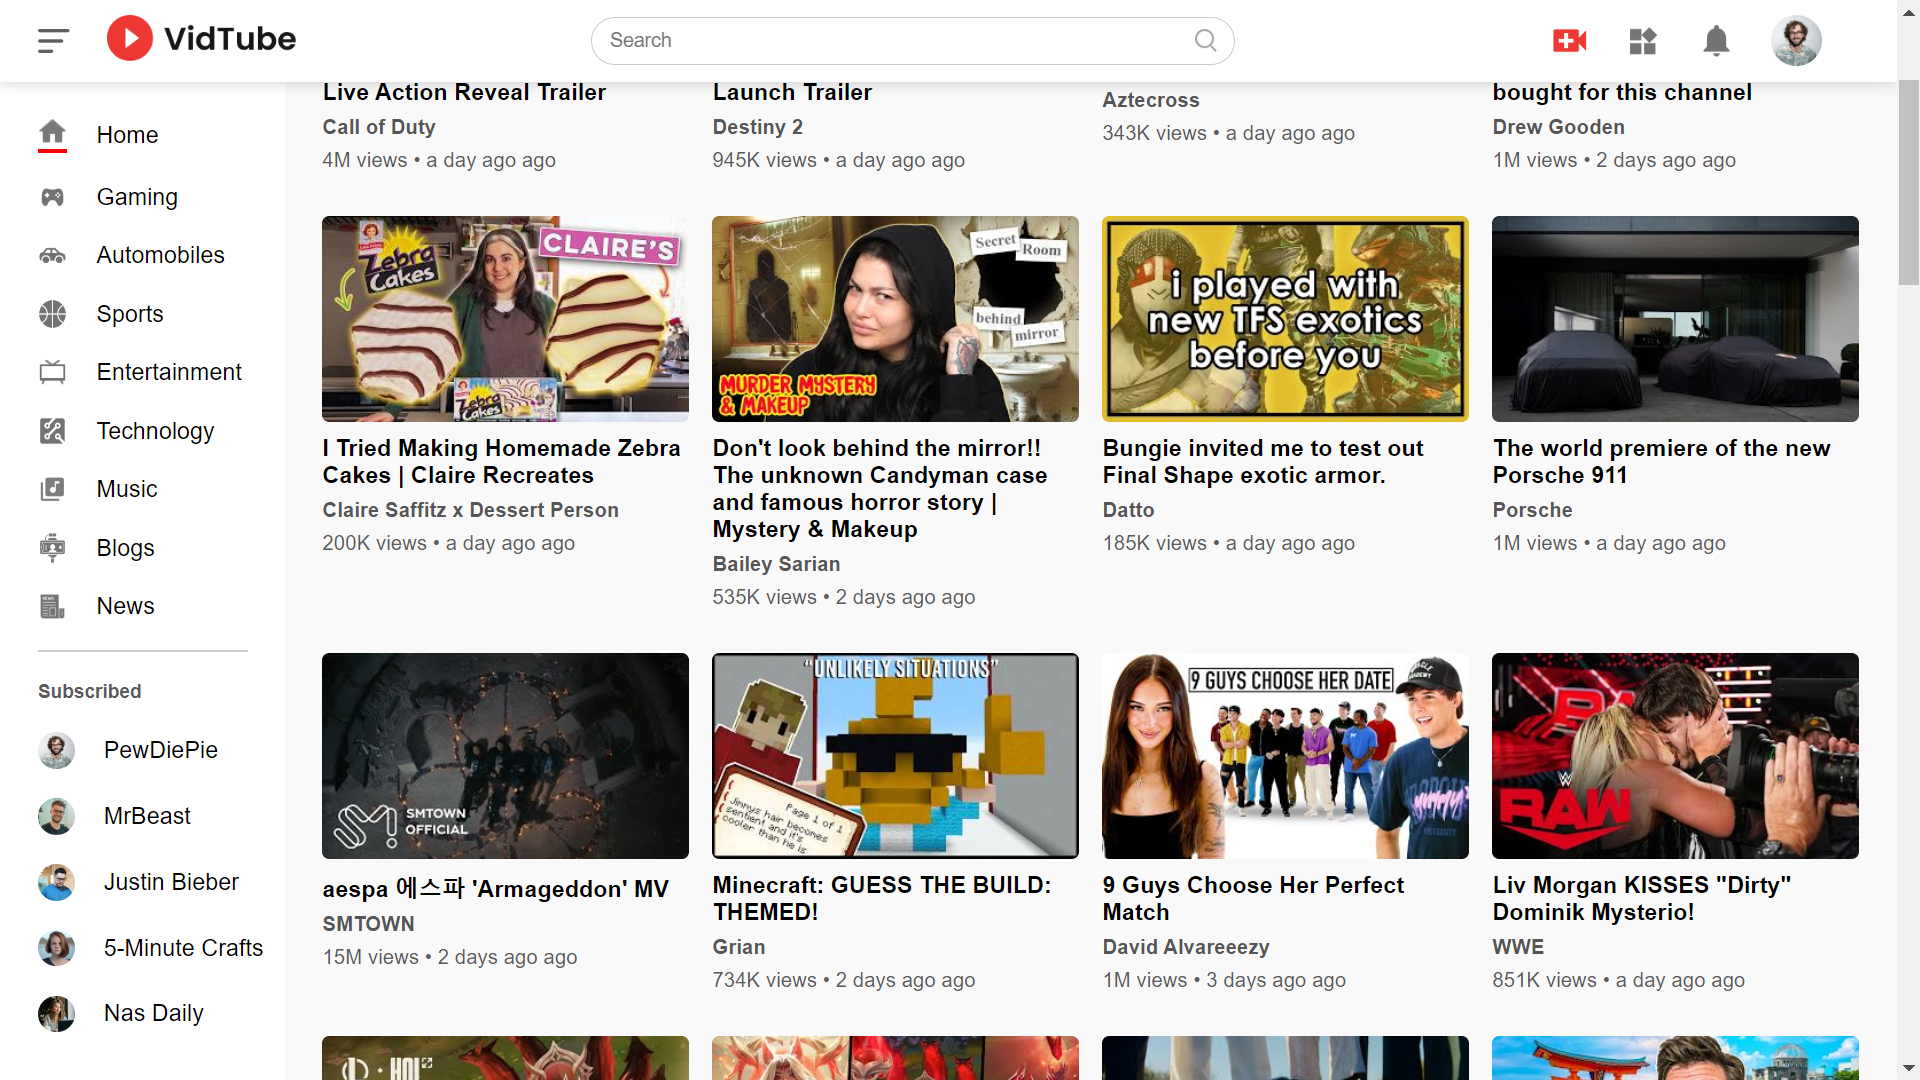 VidTube
Search
Home
Gaming
Automobiles
Sports
Entertainment
Technology
Music
Blogs
News
Subscribed
PewDiePie
MrBeast
Justin Bieber
5-Minute Crafts
Nas Daily
Live Action Reveal Trailer
Call of Duty
4M views • a day ago ago
Launch Trailer
Destiny 2
945K views • a day ago ago
Aztecross
343K views • a day ago ago
bought for this channel
Drew Gooden
1M views • 2 days ago ago
Zebra
Cakes
CLAIRE'S
Zebra
Cakes
I Tried Making Homemade Zebra
Cakes | Claire Recreates
Claire Saffitz x Dessert Person
200K views • a day ago ago
Secret
Room
behind
mirror
MURDER MYSTERY
& MAKEUP
Don't look behind the mirror!!
The unknown Candyman case
and famous horror story |
Mystery & Makeup
Bailey Sarian
535K views • 2 days ago ago
i played with
new TFS exotics
before you
Bungie invited me to test out
Final Shape exotic armor.
Datto
185K views • a day ago ago
The world premiere of the new
Porsche 911
Porsche
1M views • a day ago ago
SMTOWN
OFFICIAL
aespa 에스파 'Armageddon' MV
SMTOWN
15M views • 2 days ago ago
"UNLIKELY SITUATIONS"
Page 1 of 1
Jinnys hair becomes
sentient and it's
cooler than he is
Minecraft: GUESS THE BUILD:
THEMED!
Grian
734K views • 2 days ago ago
9 GUYS CHOOSE HER DATE
9 Guys Choose Her Perfect
Match
David Alvareeezy
1M views • 3 days ago ago
RAW
Liv Morgan KISSES "Dirty"
Dominik Mysterio!
WWE
851K views • a day ago ago